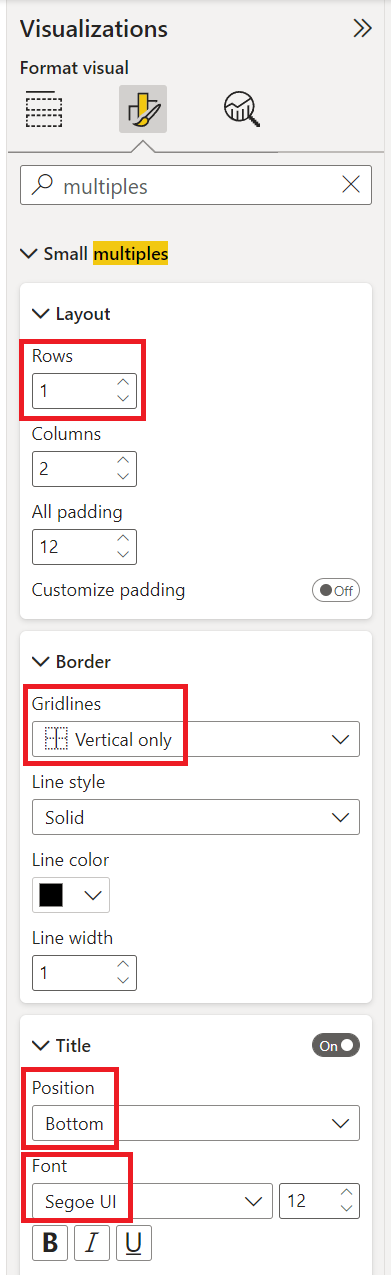 Visualizations
Format visual
multiples
Small multiples
Layout
Rows
1
Columns
2
All padding
12
Customize padding Off
Border
Gridlines
Vertical only
Line style
Solid
Line color
Line width
1
Title On
Position
Bottom
Font
Segoe UI 12
B I U